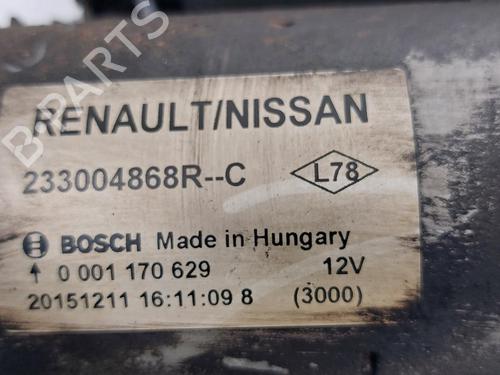 RENAULT/NISSAN
233004868R--C
L78
BOSCH Made in Hungary
0 001 170 629 12V
20151211 16:11:09 8 (3000)
B-PARTS